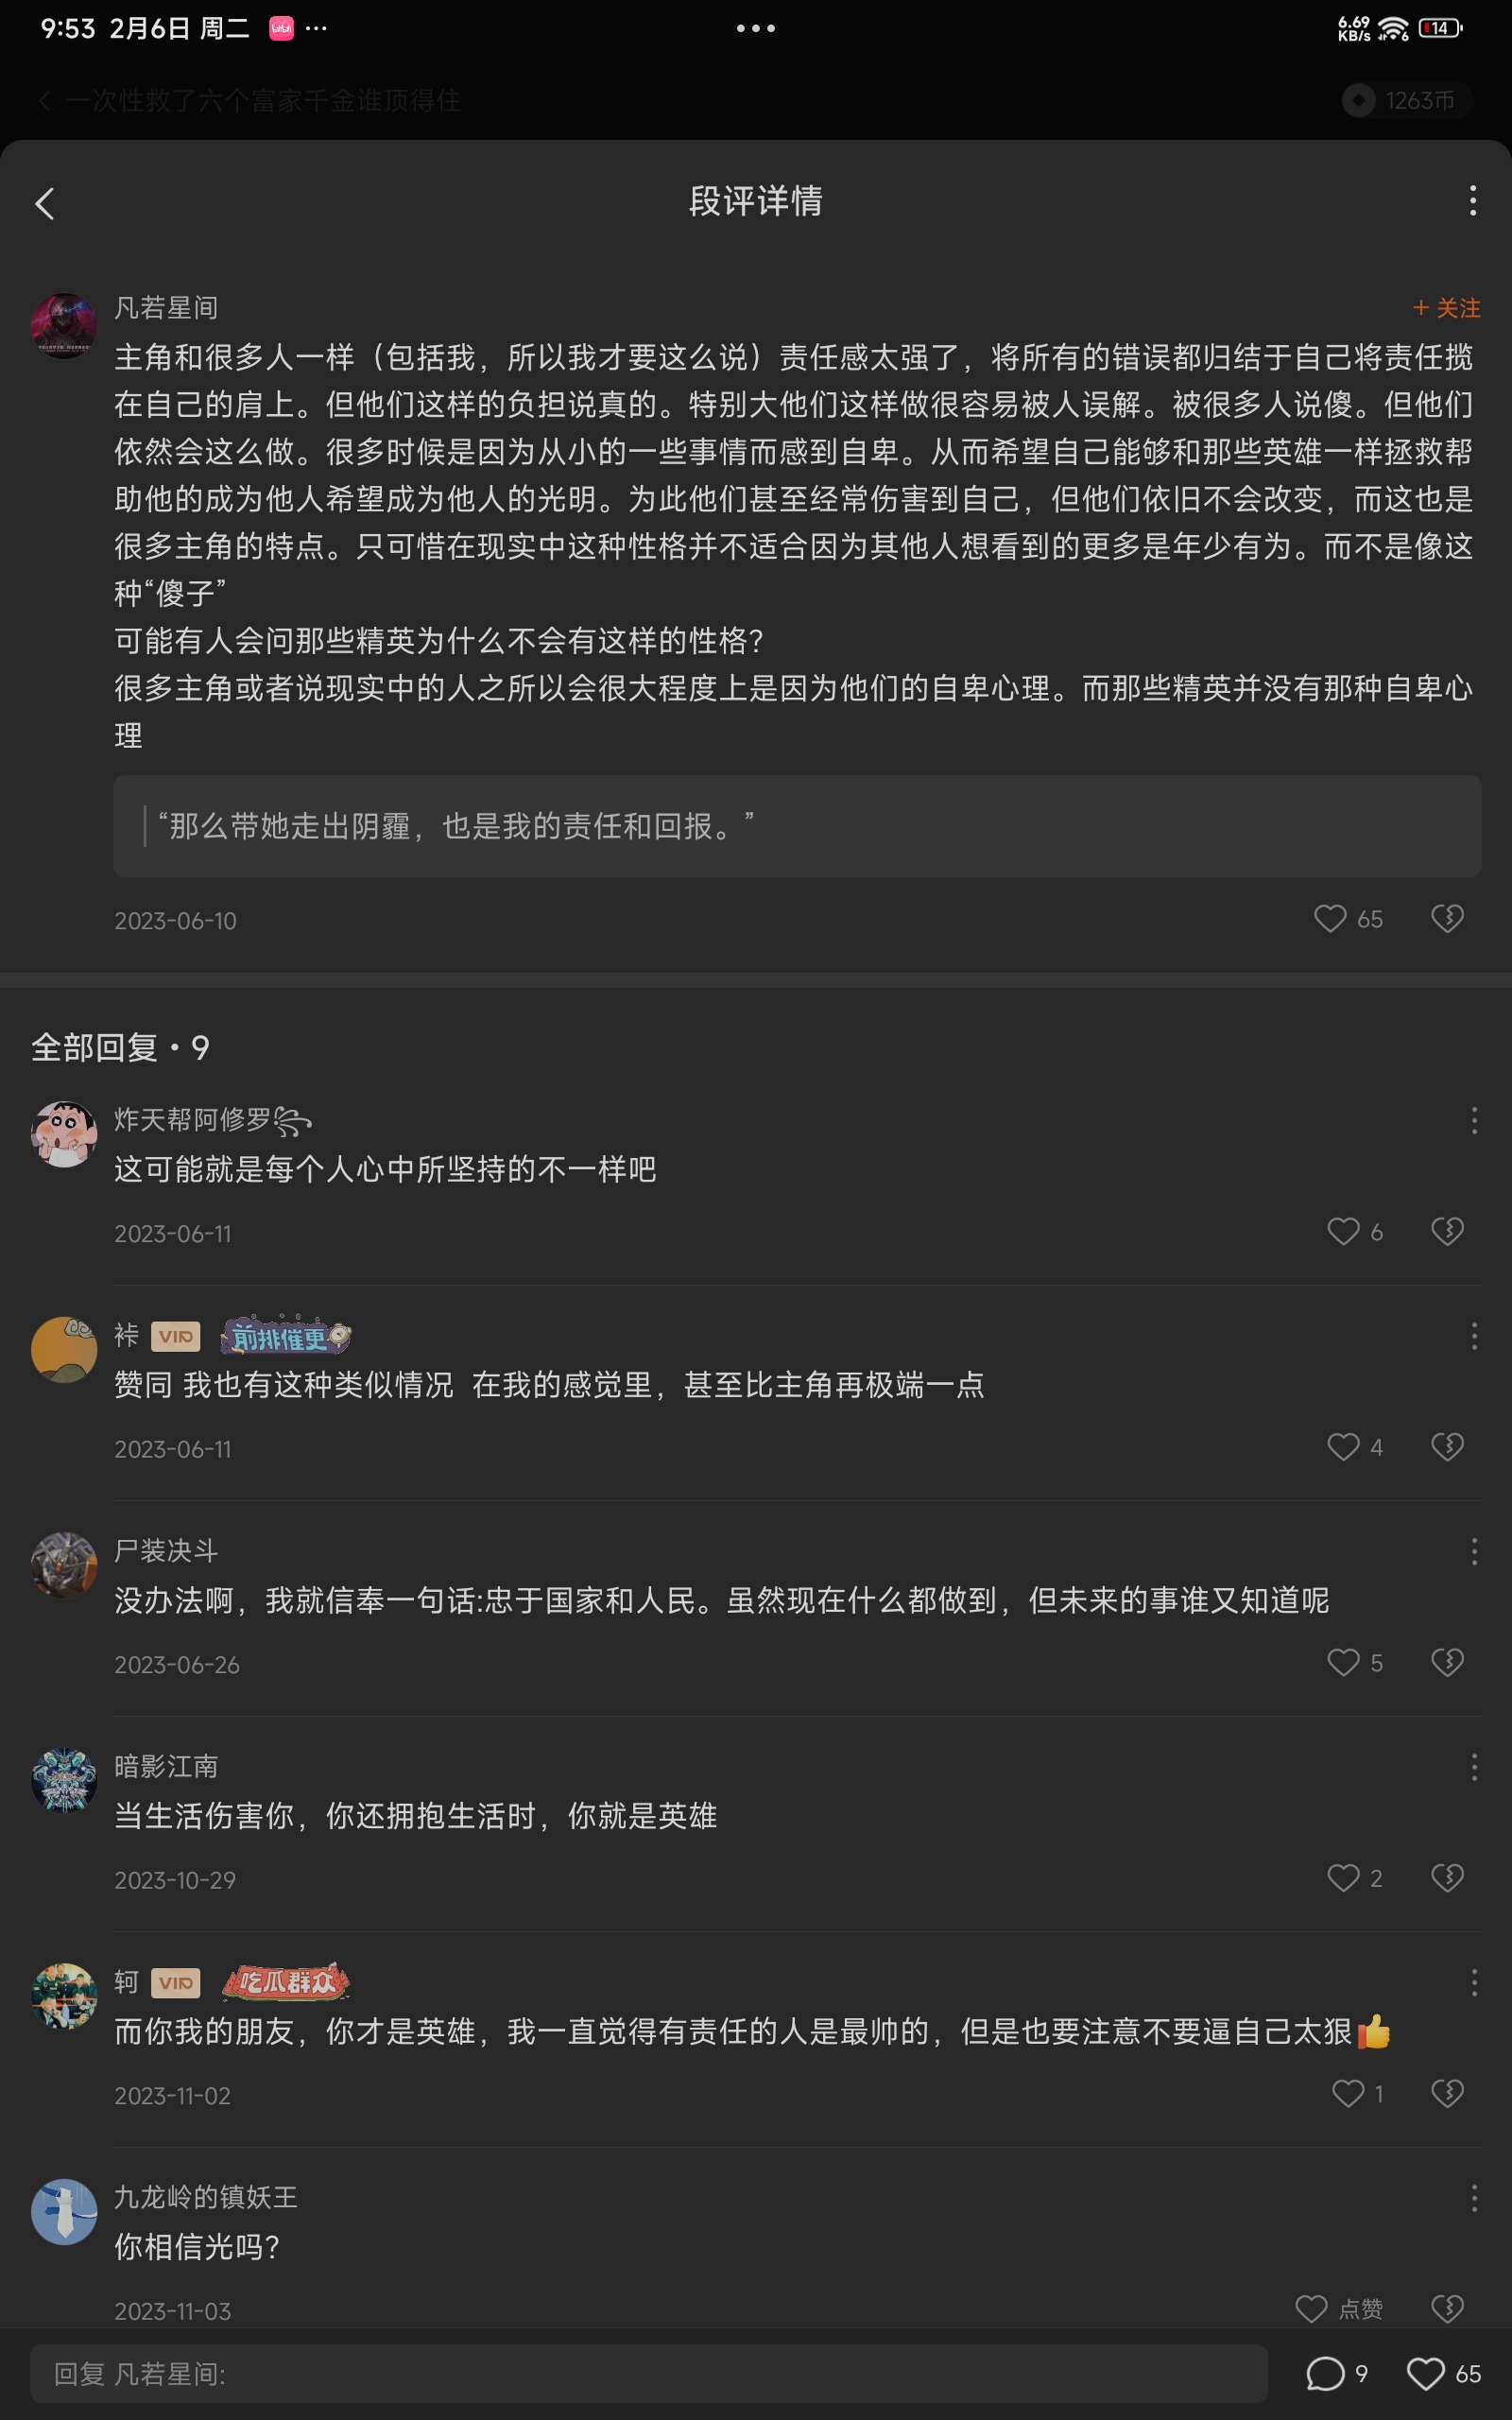 9:53 2月6日 周二 ···
6.69 KB/s 6 14
一次性救了六个富家千金谁顶得住 1263币
段评详情
凡若星间 + 关注
主角和很多人一样（包括我，所以我才要这么说）责任感太强了，将所有的错误都归结于自己将责任揽
在自己的肩上。但他们这样的负担说真的。特别大他们这样做很容易被人误解。被很多人说傻。但他们
依然会这么做。很多时候是因为从小的一些事情而感到自卑。从而希望自己能够和那些英雄一样拯救帮
助他的成为他人希望成为他人的光明。为此他们甚至经常伤害到自己，但他们依旧不会改变，而这也是
很多主角的特点。只可惜在现实中这种性格并不适合因为其他人想看到的更多是年少有为。而不是像这
种“傻子”
可能有人会问那些精英为什么不会有这样的性格？
很多主角或者说现实中的人之所以会很大程度上是因为他们的自卑心理。而那些精英并没有那种自卑心
理
“那么带她走出阴霾，也是我的责任和回报。”
2023-06-10 65
全部回复·9
炸天帮阿修罗
这可能就是每个人心中所坚持的不一样吧
2023-06-11 6
裃 VIP 前排催更
赞同 我也有这种类似情况 在我的感觉里，甚至比主角再极端一点
2023-06-11 4
尸装决斗
没办法啊，我就信奉一句话:忠于国家和人民。虽然现在什么都做到，但未来的事谁又知道呢
2023-06-26 5
暗影江南
当生活伤害你，你还拥抱生活时，你就是英雄
2023-10-29 2
轲 VIP 吃瓜群众
而你我的朋友，你才是英雄，我一直觉得有责任的人是最帅的，但是也要注意不要逼自己太狠👍
2023-11-02 1
九龙岭的镇妖王
你相信光吗？
2023-11-03 点赞
回复 凡若星间: 9 65